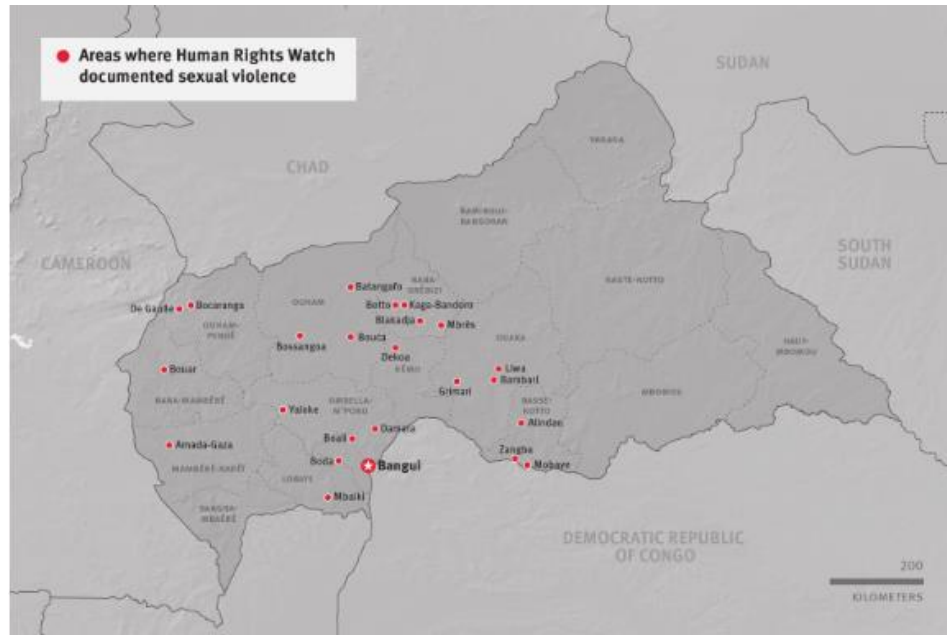 Areas where Human Rights Watch
documented sexual violence
SUDAN
CHAD
VAKAGA
BAMINGUI-
BANGORAN
SOUTH
SUDAN
CAMEROON
HAUTE-KOTTO
NANA-
GRÉBIZI
Batangafo
OUHAM
De Gaulle
Bocaranga
Botto
Kaga-Bandoro
Blakadja
Mbrès
OUHAM-
PENDÉ
Bossangoa
Bouca
OUAKA
HAUT-
MBOMOU
Dekoa
KÉMO
Bouar
Liwa
Bambari
Grimari
MBOMOU
NANA-MAMBÉRÉ
OMBELLA-
M'POKO
BASSE-
KOTTO
Yaloke
Alindao
Damara
Boali
Amada-Gaza
Zangba
Boda
Bangui
Mobaye
MAMBÉRÉ-KADÉÏ
LOBAYE
Mbaiki
SANGHA-
MBAÉRÉ
DEMOCRATIC REPUBLIC
OF CONGO
200
KILOMETERS